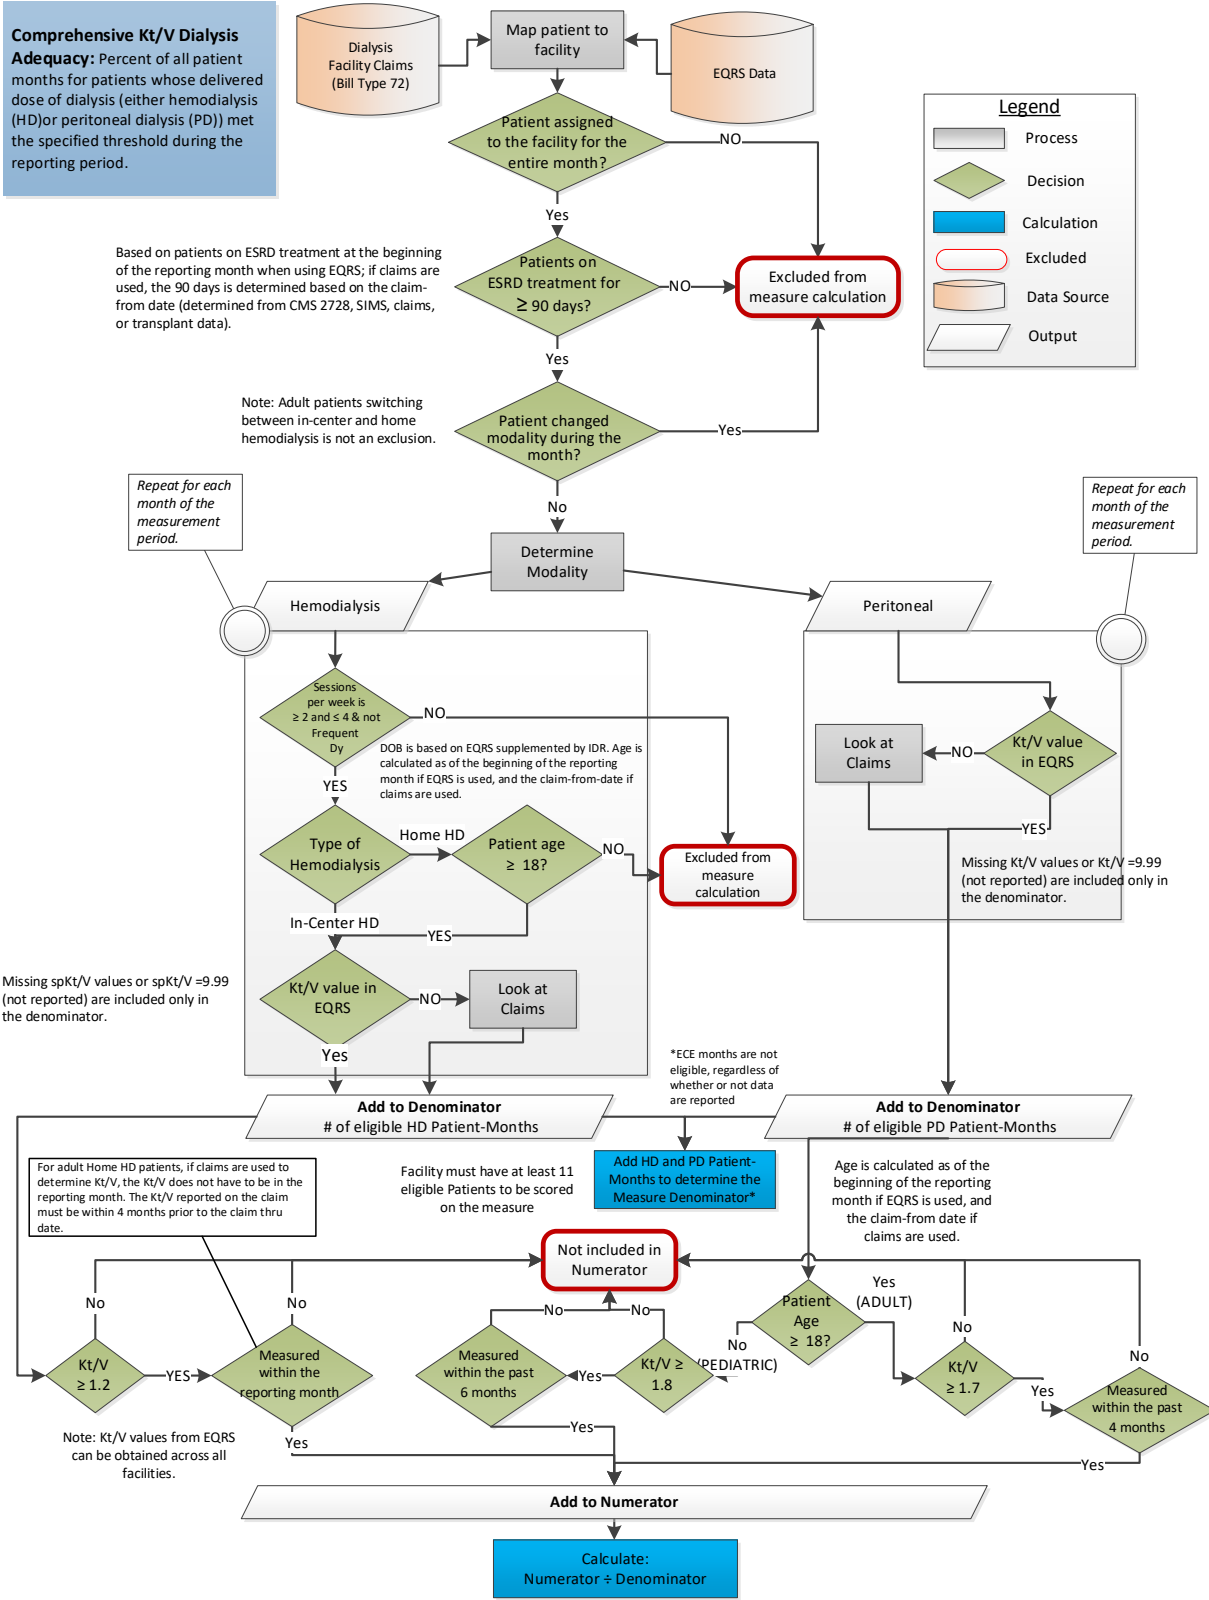 Comprehensive Kt/V Dialysis
Adequacy: Percent of all patient
months for patients whose delivered
dose of dialysis (either hemodialysis
(HD)or peritoneal dialysis (PD)) met
the specified threshold during the
reporting period.
Dialysis
Facility Claims
(Bill Type 72)
Map patient to
facility
EQRS Data
Legend
Process
Decision
Calculation
Excluded
Data Source
Output
Patient assigned
to the facility for the
entire month?
NO
Yes
Based on patients on ESRD treatment at the beginning
of the reporting month when using EQRS; if claims are
used, the 90 days is determined based on the claim-
from date (determined from CMS 2728, SIMS, claims,
or transplant data).
Patients on
ESRD treatment for
≥ 90 days?
NO
Excluded from
measure calculation
Yes
Note: Adult patients switching
between in-center and home
hemodialysis is not an exclusion.
Patient changed
modality during the
month?
Yes
No
Repeat for each
month of the
measurement
period.
Determine
Modality
Repeat for each
month of the
measurement
period.
Hemodialysis
Peritoneal
Sessions
per week is
≥ 2 and ≤ 4 & not
Frequent
Dy
NO
YES
DOB is based on EQRS supplemented by IDR. Age is
calculated as of the beginning of the reporting
month if EQRS is used, and the claim-from-date if
claims are used.
Look at
Claims
NO
Kt/V value
in EQRS
YES
Type of
Hemodialysis
Home HD
Patient age
≥ 18?
NO
Excluded from
measure
calculation
Missing Kt/V values or Kt/V =9.99
(not reported) are included only in
the denominator.
In-Center HD
YES
Missing spKt/V values or spKt/V =9.99
(not reported) are included only in
the denominator.
Kt/V value in
EQRS
NO
Look at
Claims
Yes
*ECE months are not
eligible, regardless of
whether or not data
are reported
Add to Denominator
# of eligible HD Patient-Months
Add to Denominator
# of eligible PD Patient-Months
For adult Home HD patients, if claims are used to
determine Kt/V, the Kt/V does not have to be in the
reporting month. The Kt/V reported on the claim
must be within 4 months prior to the claim thru
date.
Facility must have at least 11
eligible Patients to be scored
on the measure
Add HD and PD Patient-
Months to determine the
Measure Denominator*
Age is calculated as of the
beginning of the reporting
month if EQRS is used, and
the claim-from date if
claims are used.
Not included in
Numerator
No
No
No
No
Patient
Age
≥ 18?
Yes
(ADULT)
No
(PEDIATRIC)
No
No
Kt/V
≥ 1.2
YES
Measured
within the
reporting month
Measured
within the past
6 months
Yes
Kt/V ≥
1.8
Kt/V
≥ 1.7
Yes
Measured
within the past
4 months
Note: Kt/V values from EQRS
can be obtained across all
facilities.
Yes
Yes
Yes
Add to Numerator
Calculate:
Numerator ÷ Denominator